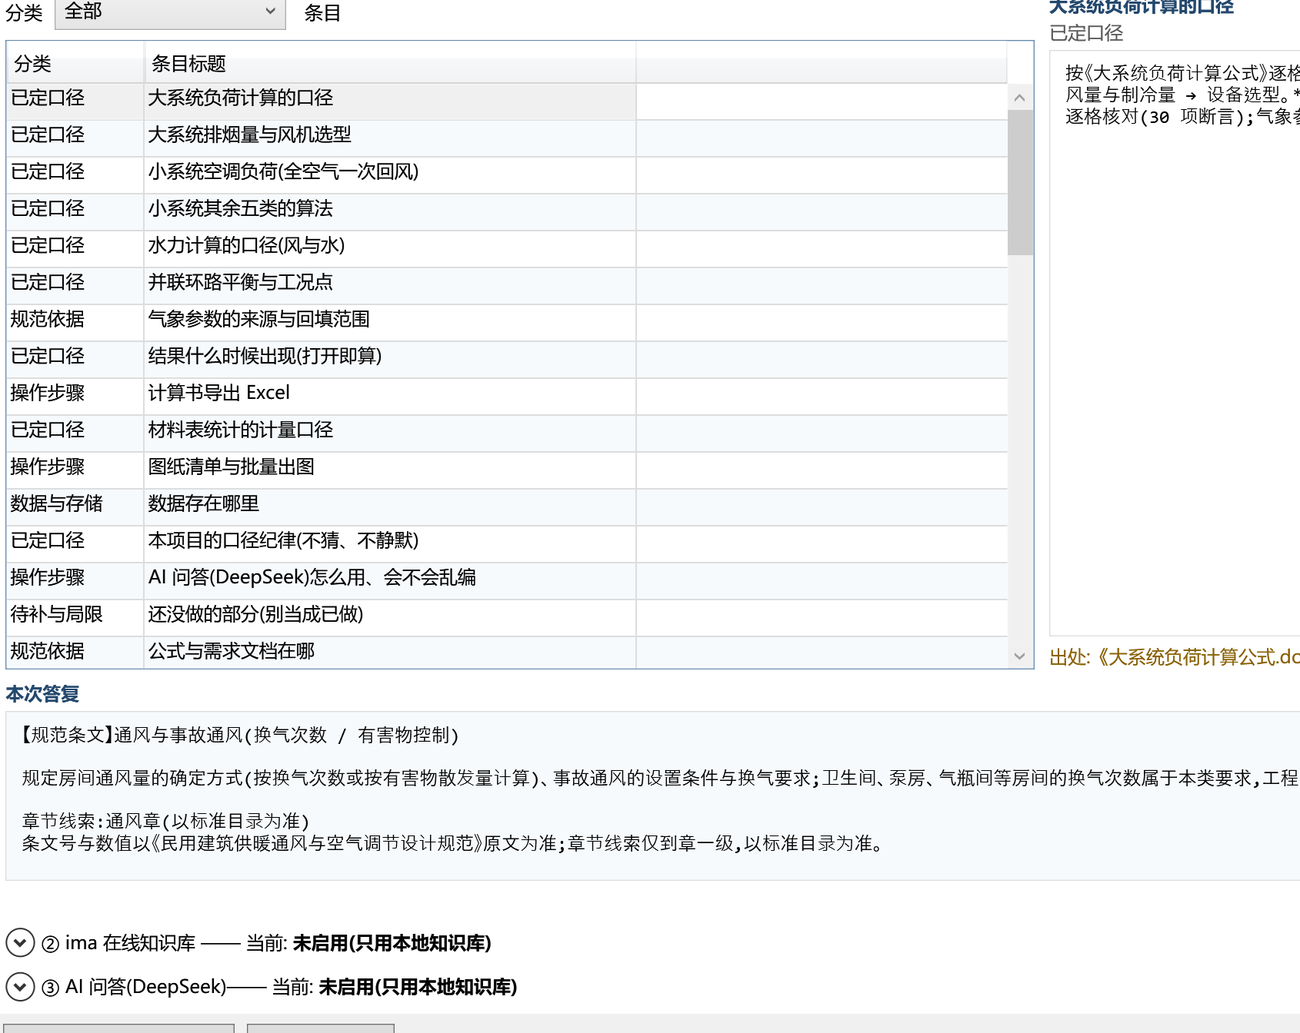 分类 全部 条目
大系统负荷计算的口径
已定口径
分类 条目标题
已定口径 大系统负荷计算的口径
已定口径 大系统排烟量与风机选型
已定口径 小系统空调负荷(全空气一次回风)
已定口径 小系统其余五类的算法
已定口径 水力计算的口径(风与水)
已定口径 并联环路平衡与工况点
规范依据 气象参数的来源与回填范围
已定口径 结果什么时候出现(打开即算)
操作步骤 计算书导出 Excel
已定口径 材料表统计的计量口径
操作步骤 图纸清单与批量出图
数据与存储 数据存在哪里
已定口径 本项目的口径纪律(不猜、不静默)
操作步骤 AI 问答(DeepSeek)怎么用、会不会乱编
待补与局限 还没做的部分(别当成已做)
规范依据 公式与需求文档在哪
按《大系统负荷计算公式》逐格
风量与制冷量 → 设备选型。*
逐格核对(30 项断言);气象参
出处:《大系统负荷计算公式.do
本次答复
【规范条文】通风与事故通风(换气次数 / 有害物控制)
规定房间通风量的确定方式(按换气次数或按有害物散发量计算)、事故通风的设置条件与换气要求;卫生间、泵房、气瓶间等房间的换气次数属于本类要求,工程
章节线索:通风章(以标准目录为准)
条文号与数值以《民用建筑供暖通风与空气调节设计规范》原文为准;章节线索仅到章一级,以标准目录为准。
② ima 在线知识库 —— 当前: 未启用(只用本地知识库)
③ AI 问答(DeepSeek)—— 当前: 未启用(只用本地知识库)